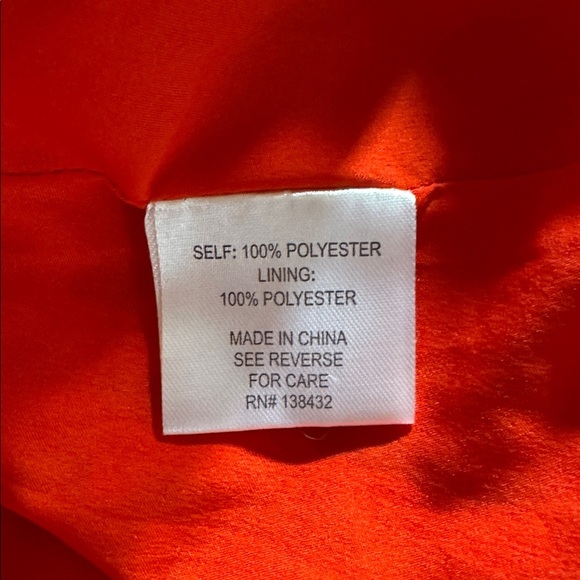 SELF: 100% POLYESTER
LINING:
100% POLYESTER
MADE IN CHINA
SEE REVERSE
FOR CARE
RN# 138432